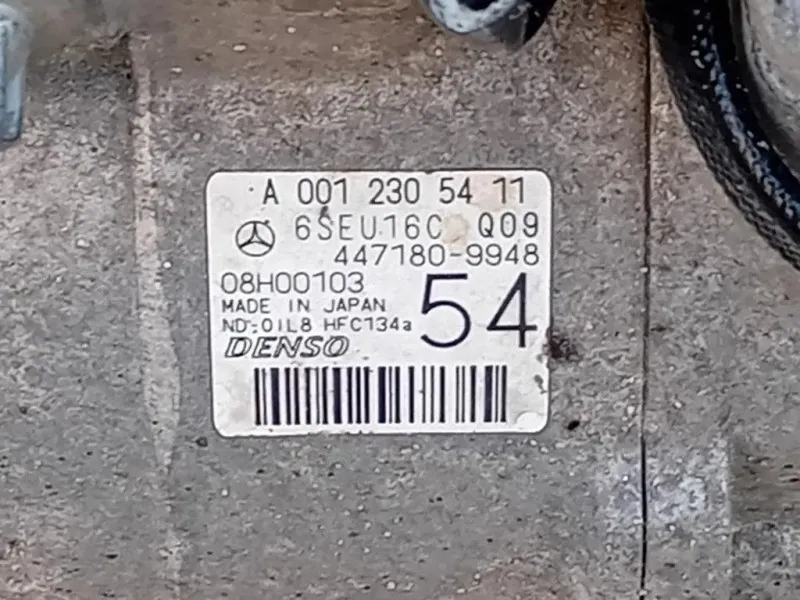 A 001 230 54 11
6SEU16C Q09
447180-9948
08H00103
MADE IN JAPAN
ND-OIL8 HFC134a
54
DENSO